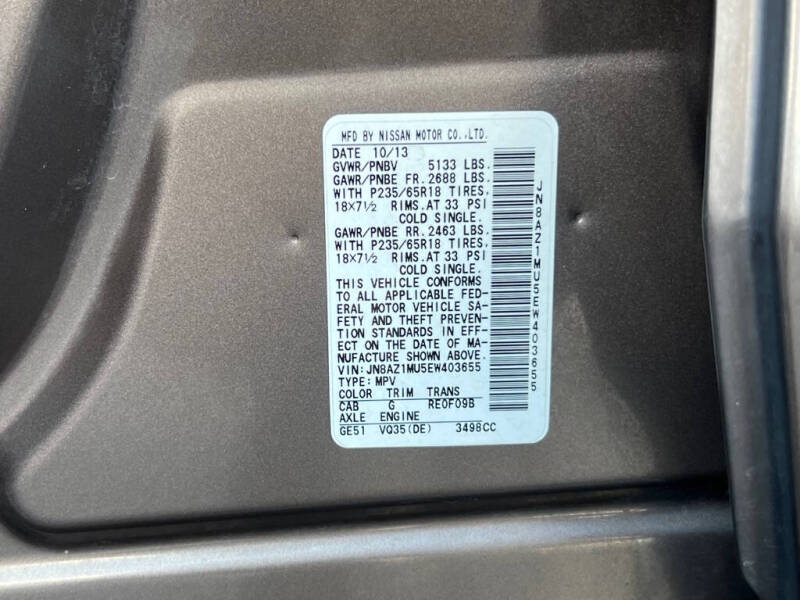 MFD BY NISSAN MOTOR CO.,LTD.
DATE 10/13
GVWR/PNBV 5133 LBS.
GAWR/PNBE FR.2688 LBS.
WITH P235/65R18 TIRES,
18X7½ RIMS.AT 33 PSI
COLD SINGLE.
GAWR/PNBE RR.2463 LBS.
WITH P235/65R18 TIRES,
18X7½ RIMS.AT 33 PSI
COLD SINGLE.
THIS VEHICLE CONFORMS
TO ALL APPLICABLE FED-
ERAL MOTOR VEHICLE SA-
FETY AND THEFT PREVEN-
TION STANDARDS IN EFF-
ECT ON THE DATE OF MA-
NUFACTURE SHOWN ABOVE.
VIN: JN8AZ1MU5EW403655
TYPE: MPV
COLOR TRIM TRANS
CAB G RE0F09B
AXLE ENGINE
GE51 VQ35(DE) 3498CC
JN8AZ1MU5EW403655